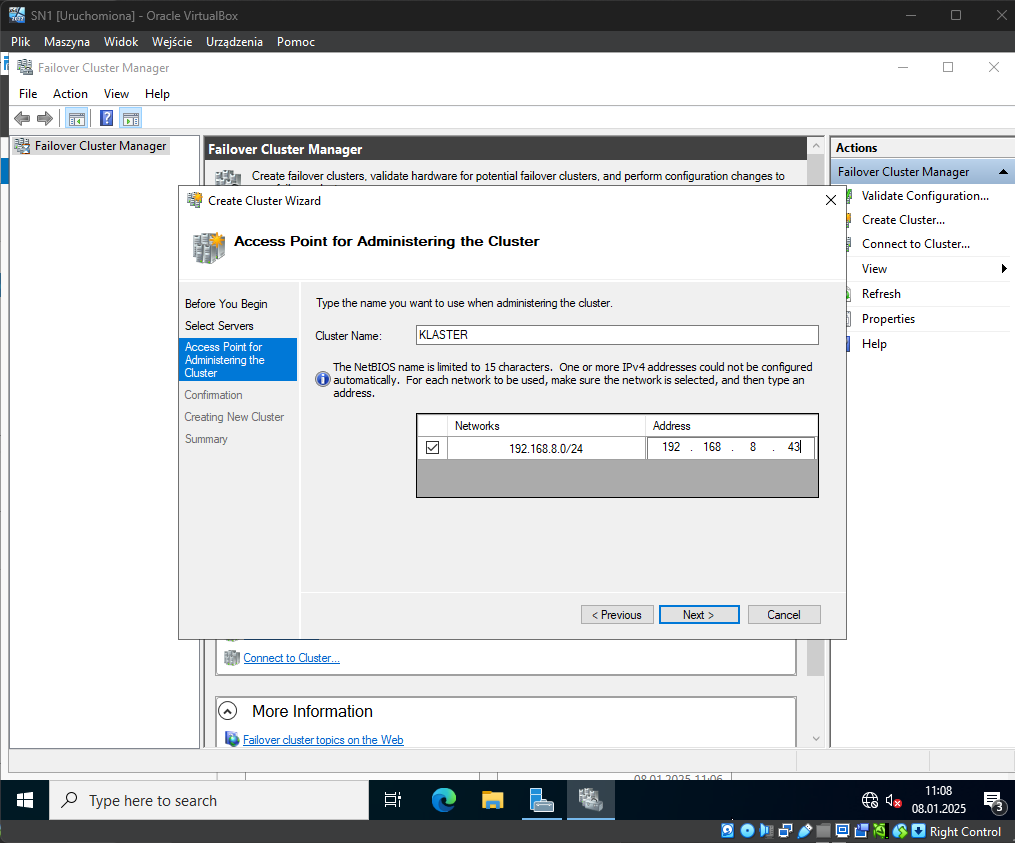 SN1 [Uruchomiona] - Oracle VirtualBox
Plik Maszyna Widok Wejście Urządzenia Pomoc
Failover Cluster Manager
File Action View Help
Failover Cluster Manager
Failover Cluster Manager
Create failover clusters, validate hardware for potential failover clusters, and perform configuration changes to
Actions
Failover Cluster Manager
Validate Configuration...
Create Cluster...
Connect to Cluster...
View
Refresh
Properties
Help
Create Cluster Wizard
Access Point for Administering the Cluster
Before You Begin
Select Servers
Access Point for
Administering the
Cluster
Confirmation
Creating New Cluster
Summary
Type the name you want to use when administering the cluster.
Cluster Name: KLASTER
The NetBIOS name is limited to 15 characters. One or more IPv4 addresses could not be configured
automatically. For each network to be used, make sure the network is selected, and then type an
address.
Networks Address
192.168.8.0/24 192 . 168 . 8 . 43
< Previous Next > Cancel
Connect to Cluster...
More Information
Failover cluster topics on the Web
08.01.2025 11:06
Type here to search
11:08
08.01.2025
3
Right Control